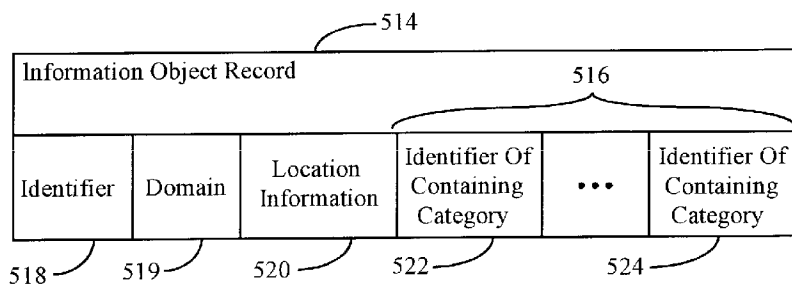 514
Information Object Record
516
Identifier
Domain
Location
Information
Identifier Of
Containing
Category
•••
Identifier Of
Containing
Category
518
519
520
522
524